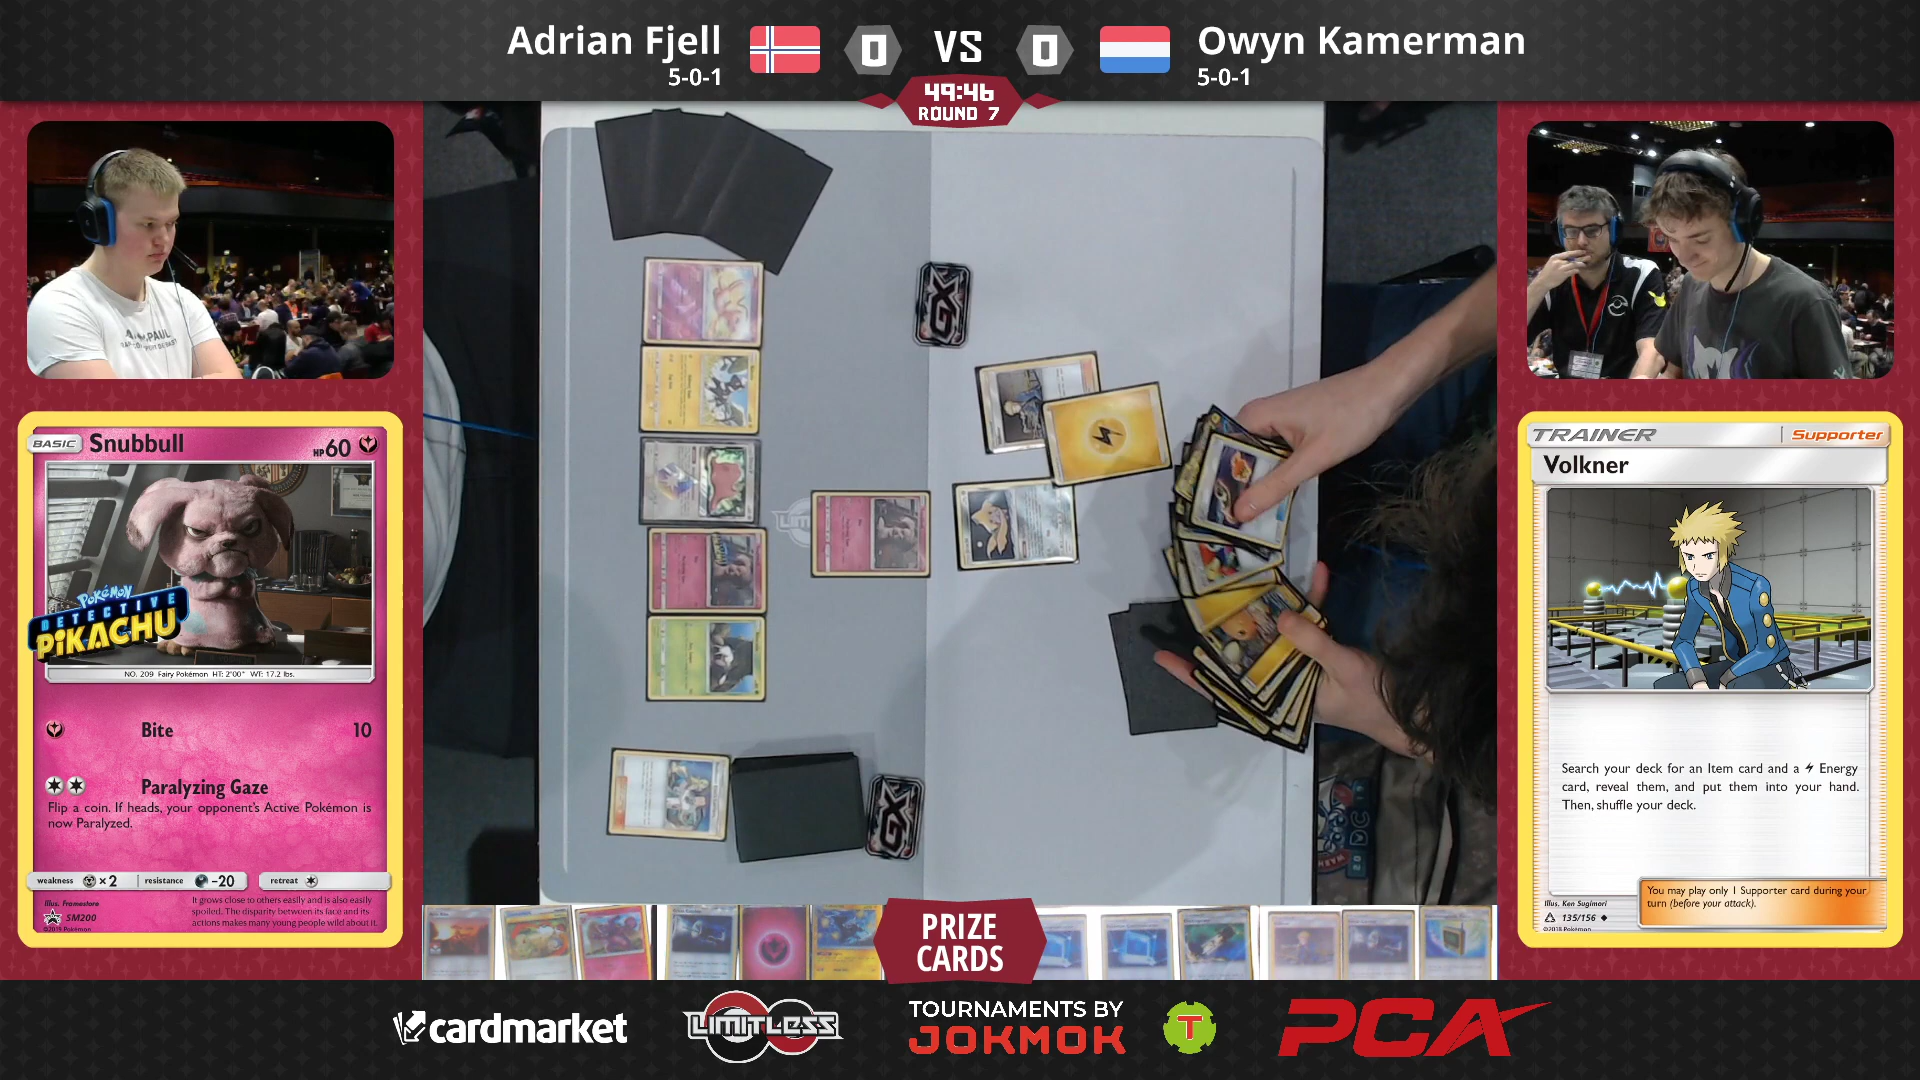 Adrian Fjell
5-0-1
0 VS 0
Owyn Kamerman
5-0-1
49:46
ROUND 7
BASIC Snubbull HP60
POKéMON
DETECTIVE
PIKACHU
NO. 209 Fairy Pokémon HT: 2'00" WT: 17.2 lbs.
Bite 10
Paralyzing Gaze
Flip a coin. If heads, your opponent's Active Pokémon is
now Paralyzed.
weakness ×2 resistance -20 retreat
Illus. Framestore
SM200
©2019 Pokémon
It grows close to others easily and is also easily
spoiled. The disparity between its face and its
actions makes many young people wild about it.
GX
GX
TRAINER Supporter
Volkner
Search your deck for an Item card and a Energy
card, reveal them, and put them into your hand.
Then, shuffle your deck.
You may play only 1 Supporter card during your
turn (before your attack).
Illus. Ken Sugimori
135/156
©2018 Pokémon
PRIZE
CARDS
cardmarket
LIMITLESS
TOURNAMENTS BY
JOKMOK
T
PCA